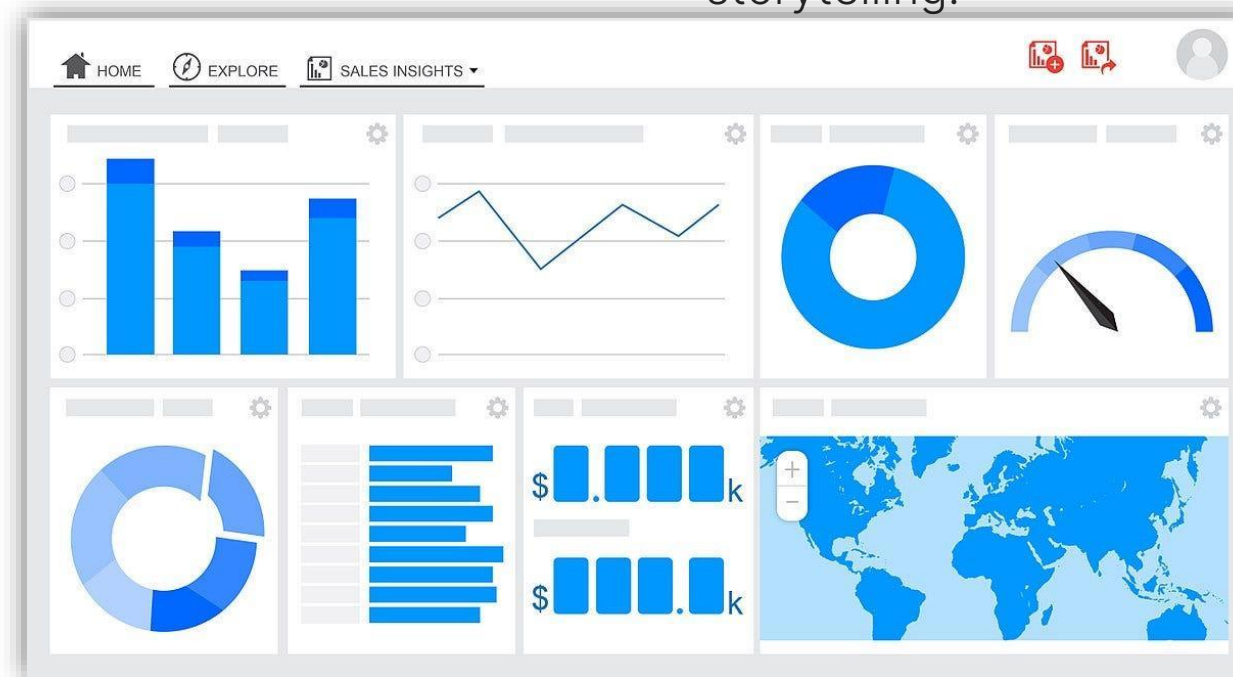 storytelling.
HOME EXPLORE SALES INSIGHTS
$ . k
$ . k
+
−